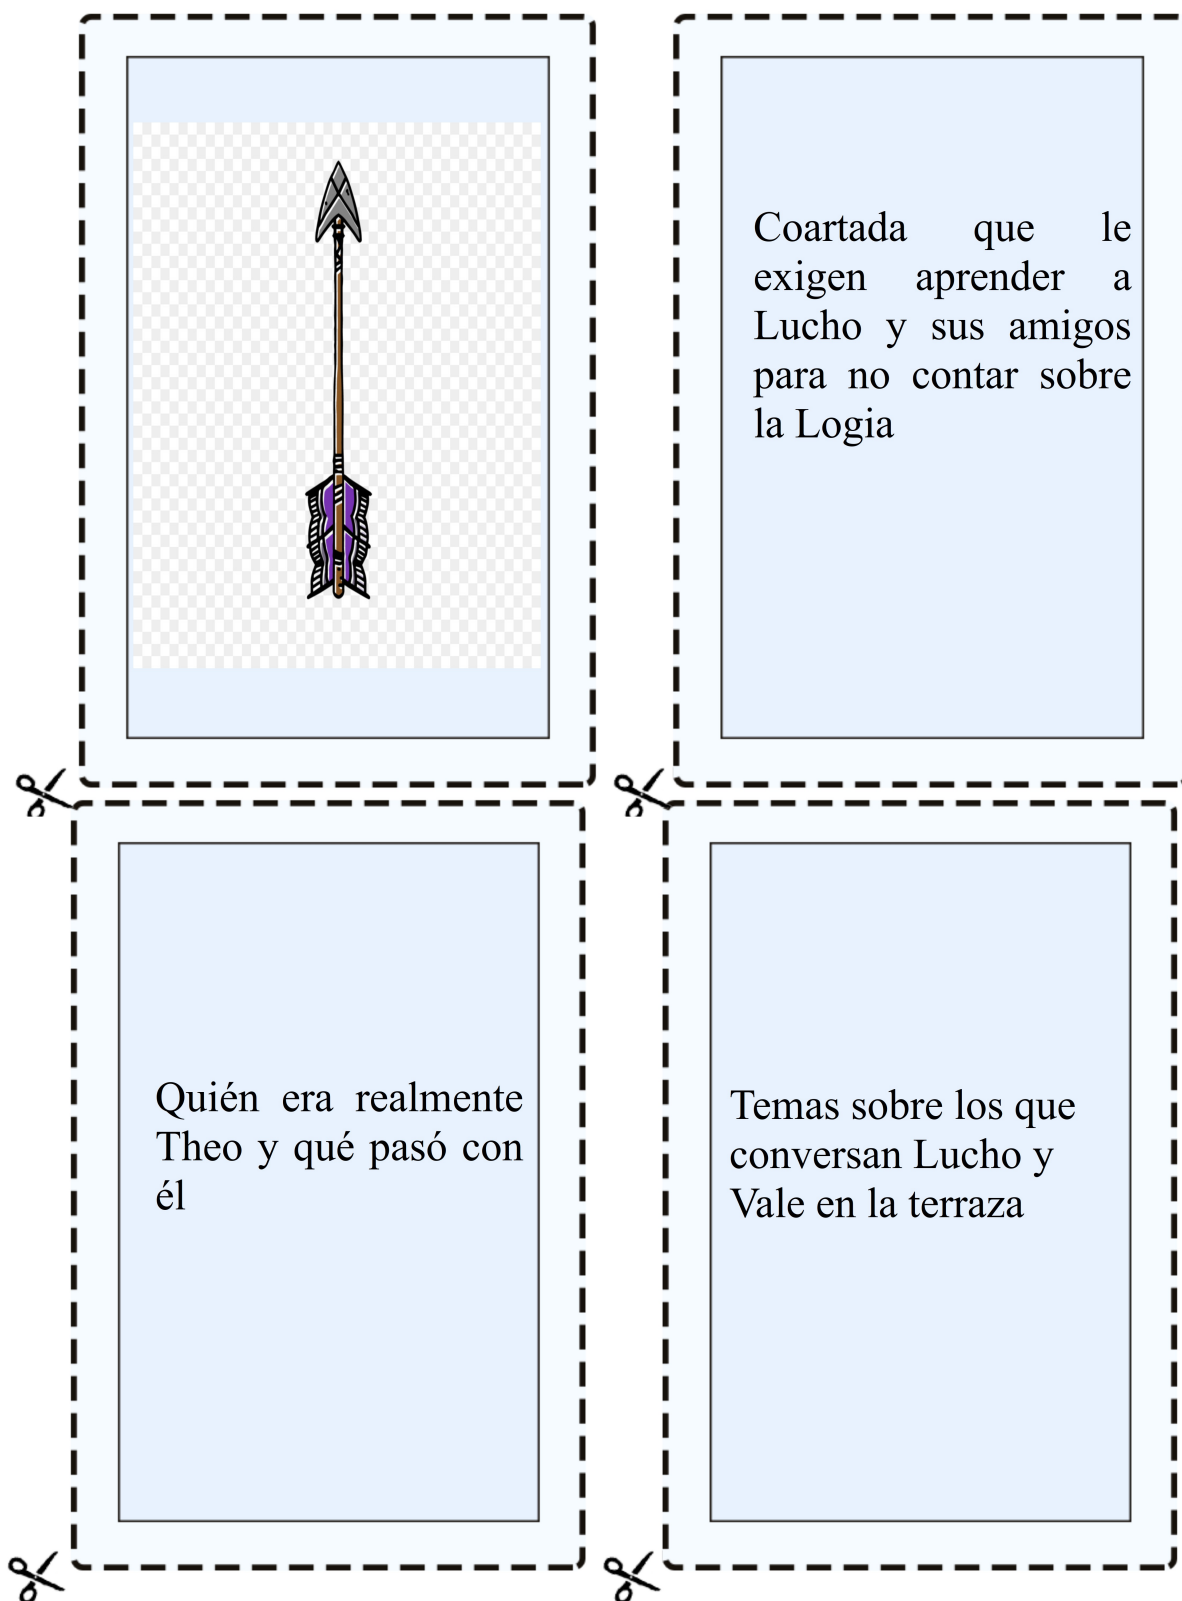 Coartada que le
exigen aprender a
Lucho y sus amigos
para no contar sobre
la Logia
Quién era realmente
Theo y qué pasó con
él
Temas sobre los que
conversan Lucho y
Vale en la terraza